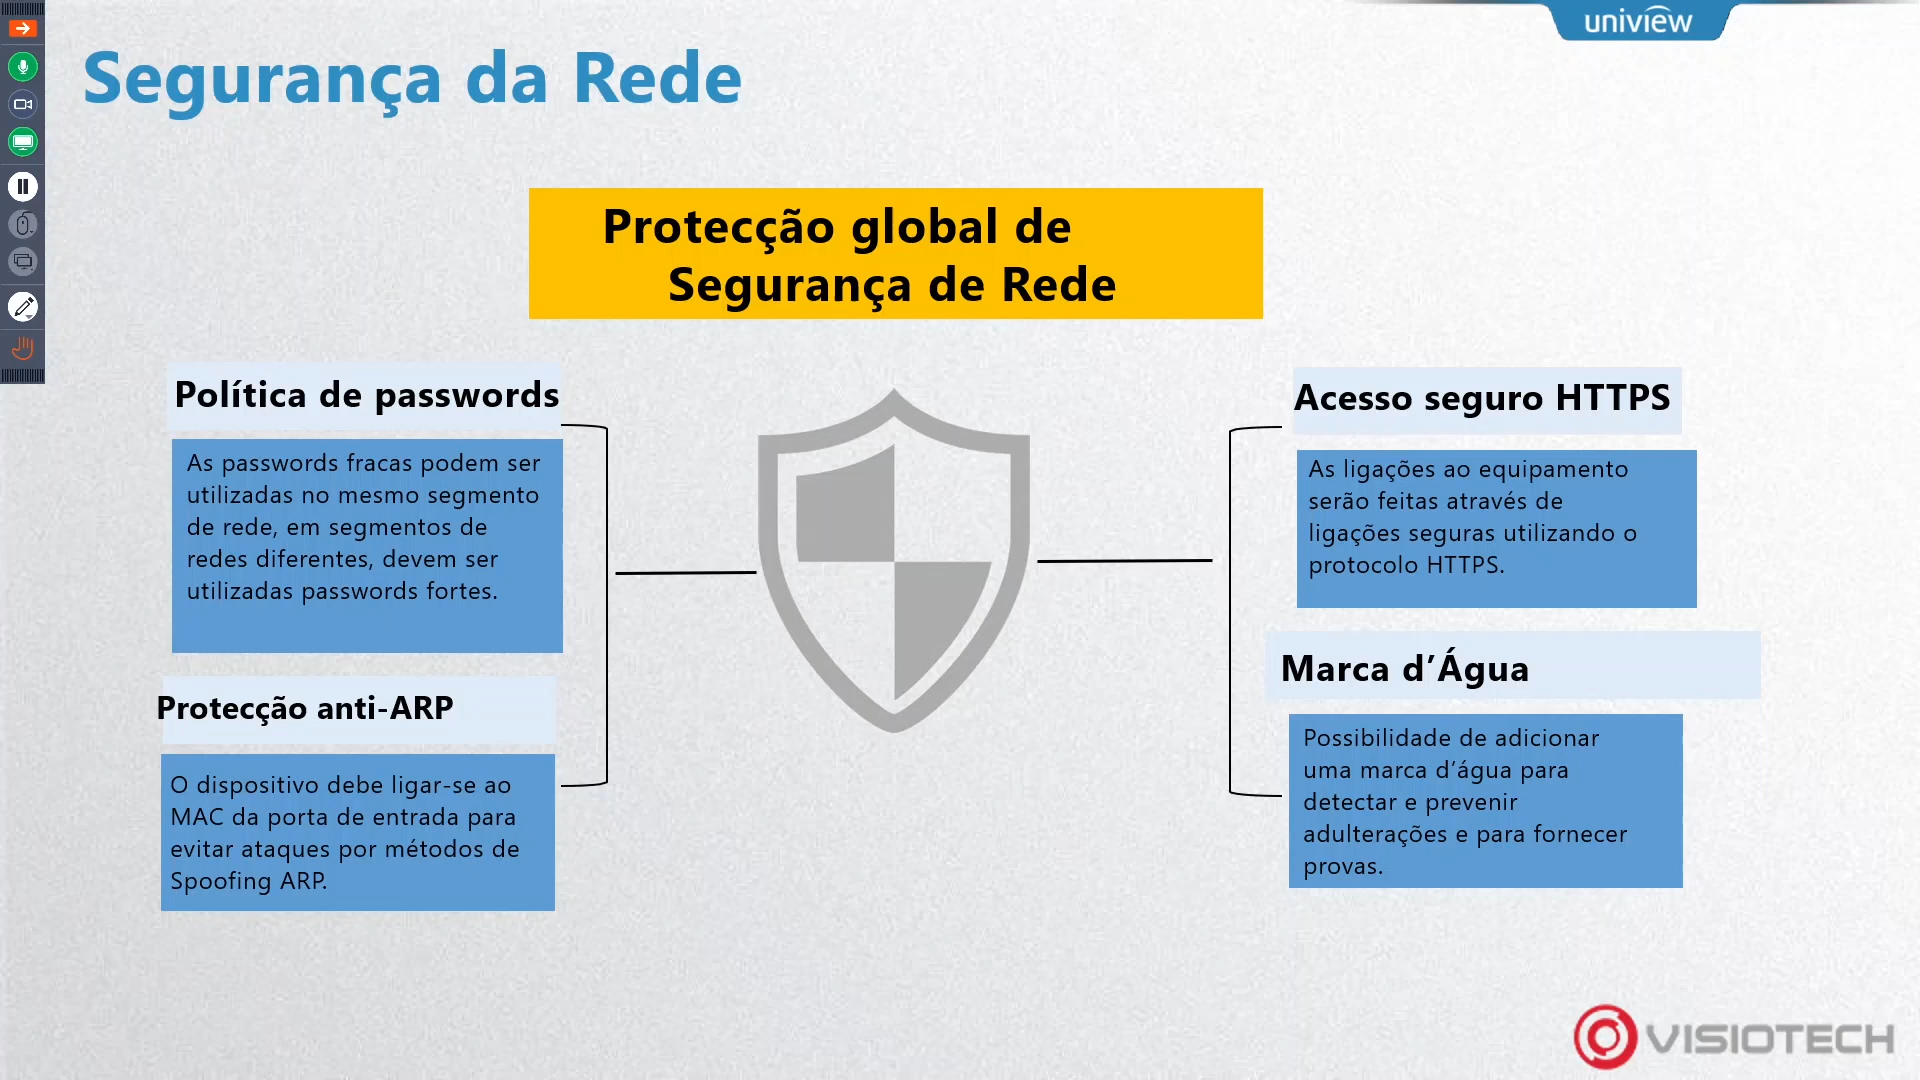 uniview
Segurança da Rede
Protecção global de
Segurança de Rede
Política de passwords
As passwords fracas podem ser
utilizadas no mesmo segmento
de rede, em segmentos de
redes diferentes, devem ser
utilizadas passwords fortes.
Protecção anti-ARP
O dispositivo debe ligar-se ao
MAC da porta de entrada para
evitar ataques por métodos de
Spoofing ARP.
Acesso seguro HTTPS
As ligações ao equipamento
serão feitas através de
ligações seguras utilizando o
protocolo HTTPS.
Marca d’Água
Possibilidade de adicionar
uma marca d’água para
detectar e prevenir
adulterações e para fornecer
provas.
VISIOTECH